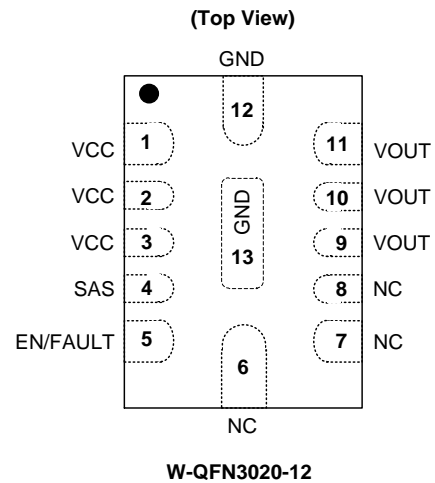 (Top View)
GND
12
VCC 1 11 VOUT
VCC 2 10 VOUT
VCC 3 GND 9 VOUT
SAS 4 13 8 NC
EN/FAULT 5 7 NC
6
NC
W-QFN3020-12